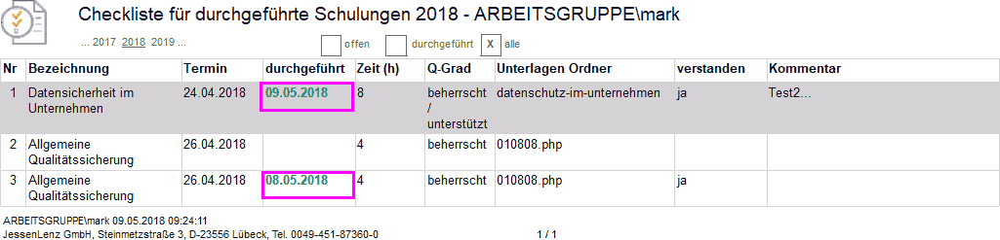 Checkliste für durchgeführte Schulungen 2018 - ARBEITSGRUPPE\mark
... 2017 2018 2019 ... offen durchgeführt X alle
Nr Bezeichnung Termin durchgeführt Zeit (h) Q-Grad Unterlagen Ordner verstanden Kommentar
1 Datensicherheit im 24.04.2018 09.05.2018 8 beherrscht datenschutz-im-unternehmen ja Test2...
Unternehmen /
unterstützt
2 Allgemeine 26.04.2018 4 beherrscht 010808.php
Qualitätssicherung
3 Allgemeine 26.04.2018 08.05.2018 4 beherrscht 010808.php ja
Qualitätssicherung
ARBEITSGRUPPE\mark 09.05.2018 09:24:11
JessenLenz GmbH, Steinmetzstraße 3, D-23556 Lübeck, Tel. 0049-451-87360-0 1 / 1